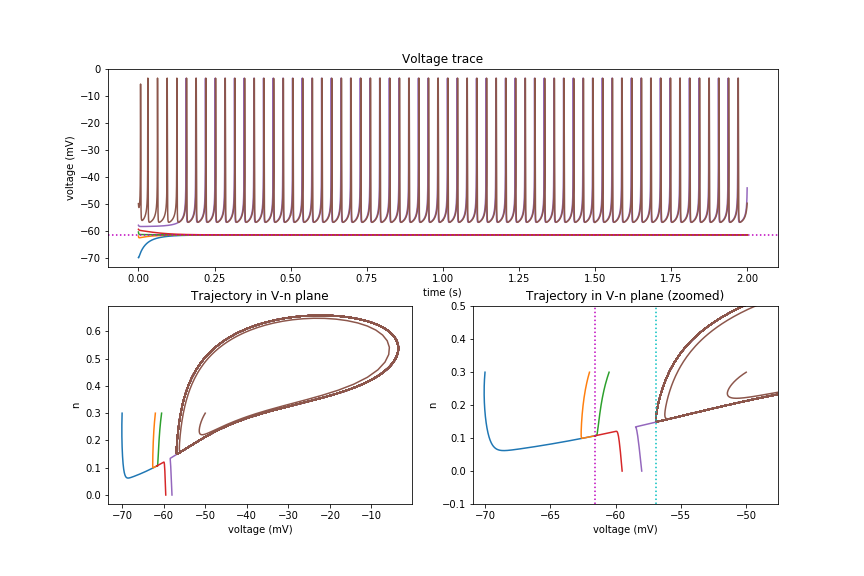 Voltage trace
0
−10
−20
−30
−40
−50
−60
−70
voltage (mV)
0.00 0.25 0.50 0.75 1.00 1.25 1.50 1.75 2.00
time (s)
Trajectory in V-n plane
0.6
0.5
0.4
0.3
0.2
0.1
0.0
n
−70 −60 −50 −40 −30 −20 −10
voltage (mV)
Trajectory in V-n plane (zoomed)
0.5
0.4
0.3
0.2
0.1
0.0
−0.1
n
−70 −65 −60 −55 −50
voltage (mV)